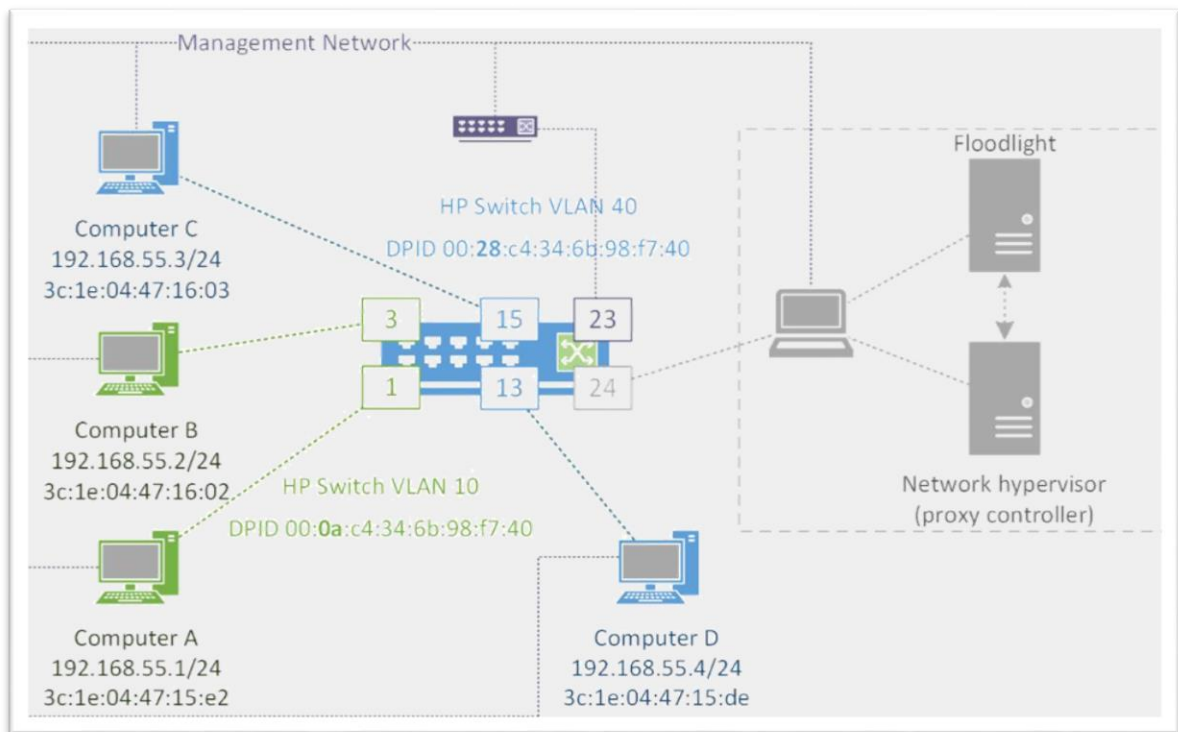 Management Network
Floodlight
HP Switch VLAN 40
DPID 00:28:c4:34:6b:98:f7:40
Computer C
192.168.55.3/24
3c:1e:04:47:16:03
3
15
23
1
13
24
Computer B
192.168.55.2/24
3c:1e:04:47:16:02
HP Switch VLAN 10
DPID 00:0a:c4:34:6b:98:f7:40
Network hypervisor
(proxy controller)
Computer A
192.168.55.1/24
3c:1e:04:47:15:e2
Computer D
192.168.55.4/24
3c:1e:04:47:15:de